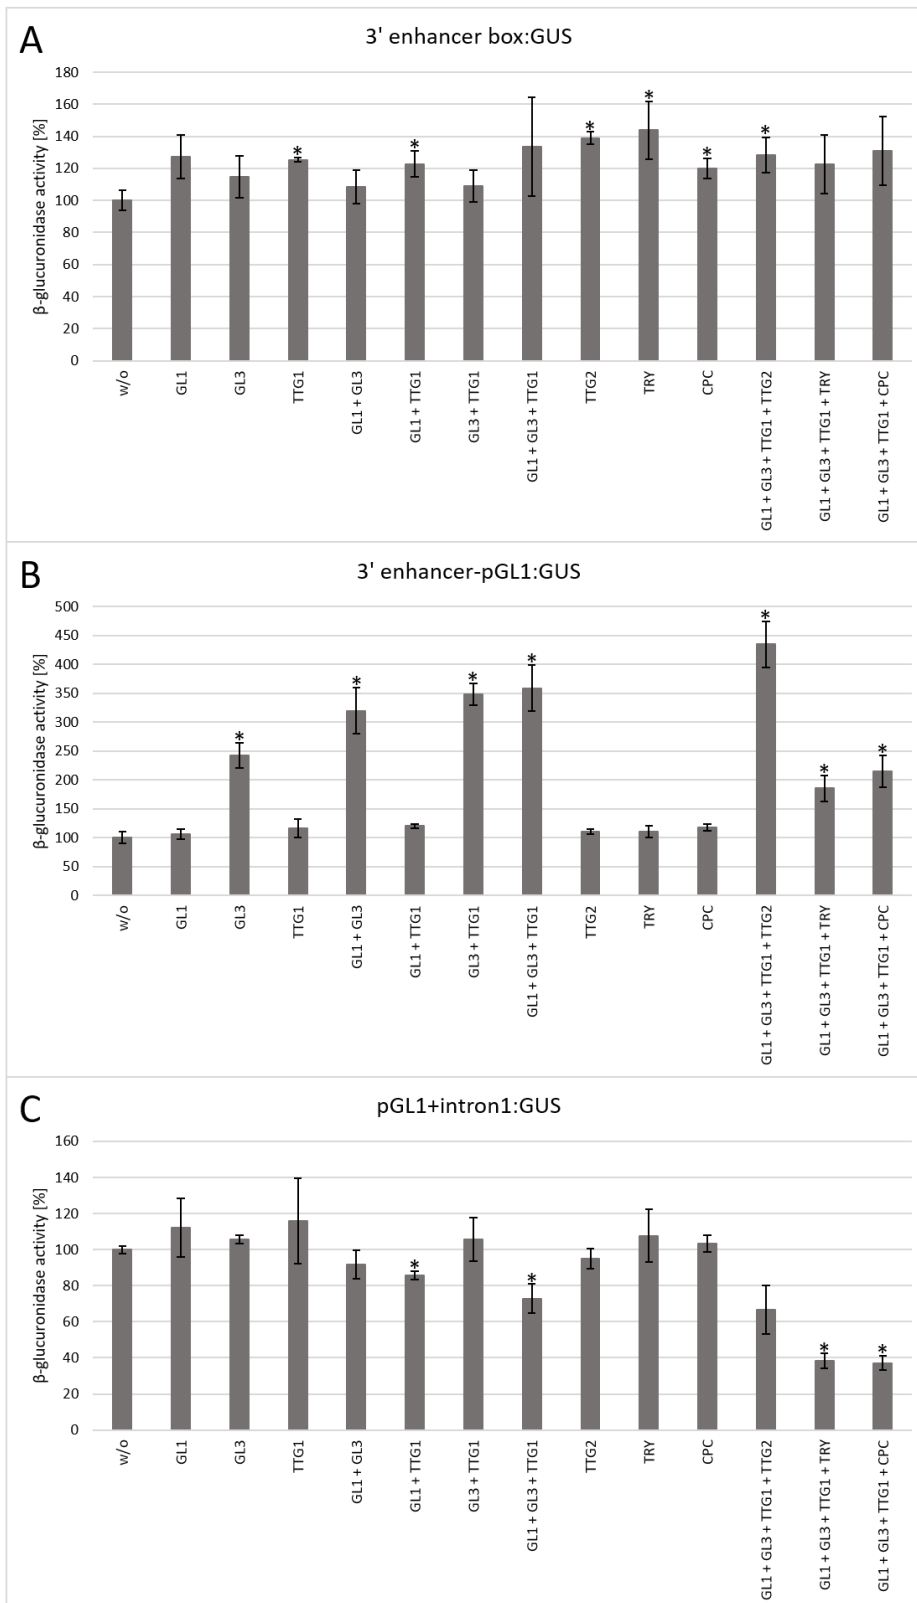 A
3' enhancer box:GUS
β-glucuronidase activity [%]
180
160
140
120
100
80
60
40
20
0
* * * * * * *
w/o
GL1
GL3
TTG1
GL1 + GL3
GL1 + TTG1
GL3 + TTG1
GL1 + GL3 + TTG1
TTG2
TRY
CPC
GL1 + GL3 + TTG1 + TTG2
GL1 + GL3 + TTG1 + TRY
GL1 + GL3 + TTG1 + CPC
B
3' enhancer-pGL1:GUS
β-glucuronidase activity [%]
500
450
400
350
300
250
200
150
100
50
0
* * * * * * *
w/o
GL1
GL3
TTG1
GL1 + GL3
GL1 + TTG1
GL3 + TTG1
GL1 + GL3 + TTG1
TTG2
TRY
CPC
GL1 + GL3 + TTG1 + TTG2
GL1 + GL3 + TTG1 + TRY
GL1 + GL3 + TTG1 + CPC
C
pGL1+intron1:GUS
β-glucuronidase activity [%]
160
140
120
100
80
60
40
20
0
* * * *
w/o
GL1
GL3
TTG1
GL1 + GL3
GL1 + TTG1
GL3 + TTG1
GL1 + GL3 + TTG1
TTG2
TRY
CPC
GL1 + GL3 + TTG1 + TTG2
GL1 + GL3 + TTG1 + TRY
GL1 + GL3 + TTG1 + CPC